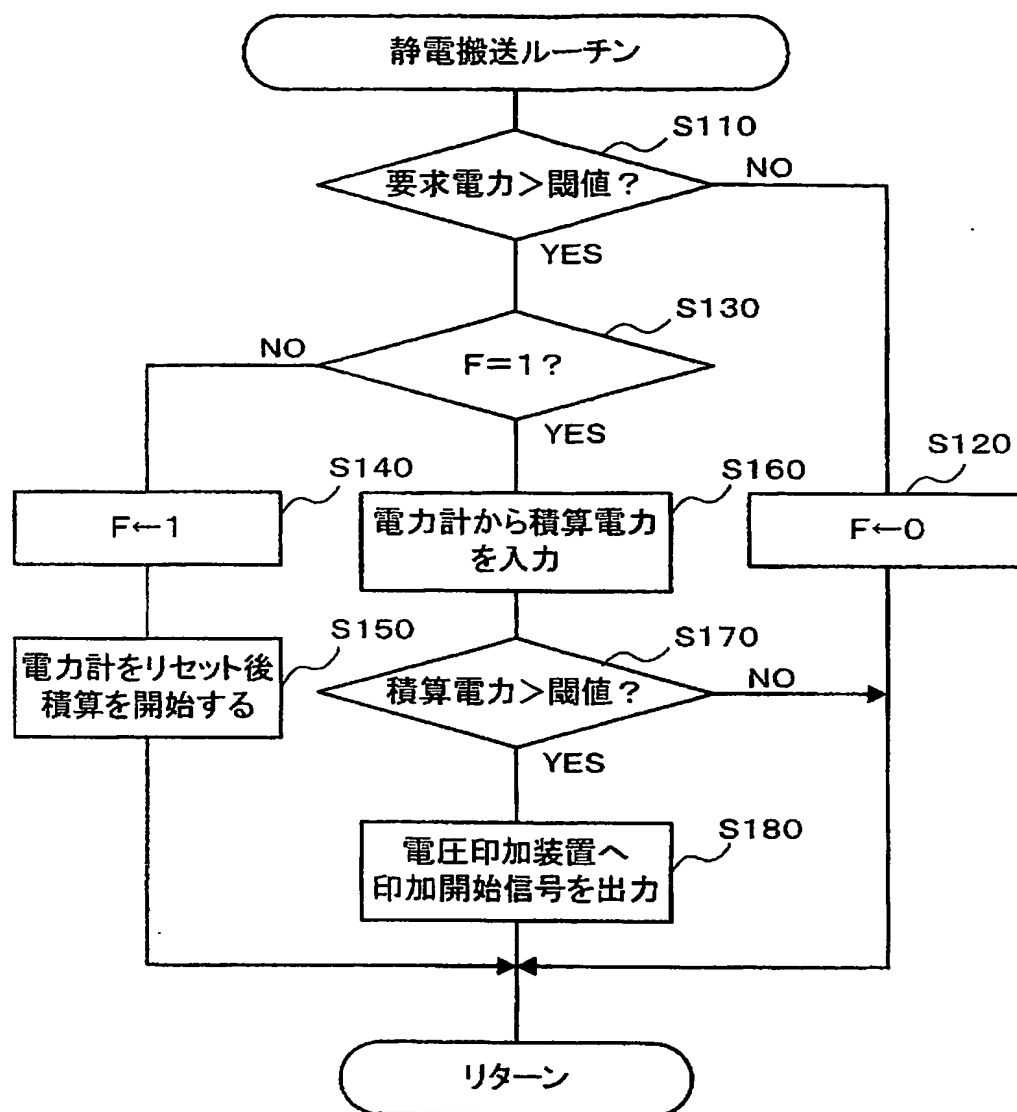 静電搬送ルーチン
S110
要求電力＞閾値？
NO
YES
S130
NO
F＝1？
YES
S140
F←1
S160
電力計から積算電力
を入力
S120
F←0
S150
電力計をリセット後
積算を開始する
S170
積算電力＞閾値？
NO
YES
S180
電圧印加装置へ
印加開始信号を出力
リターン